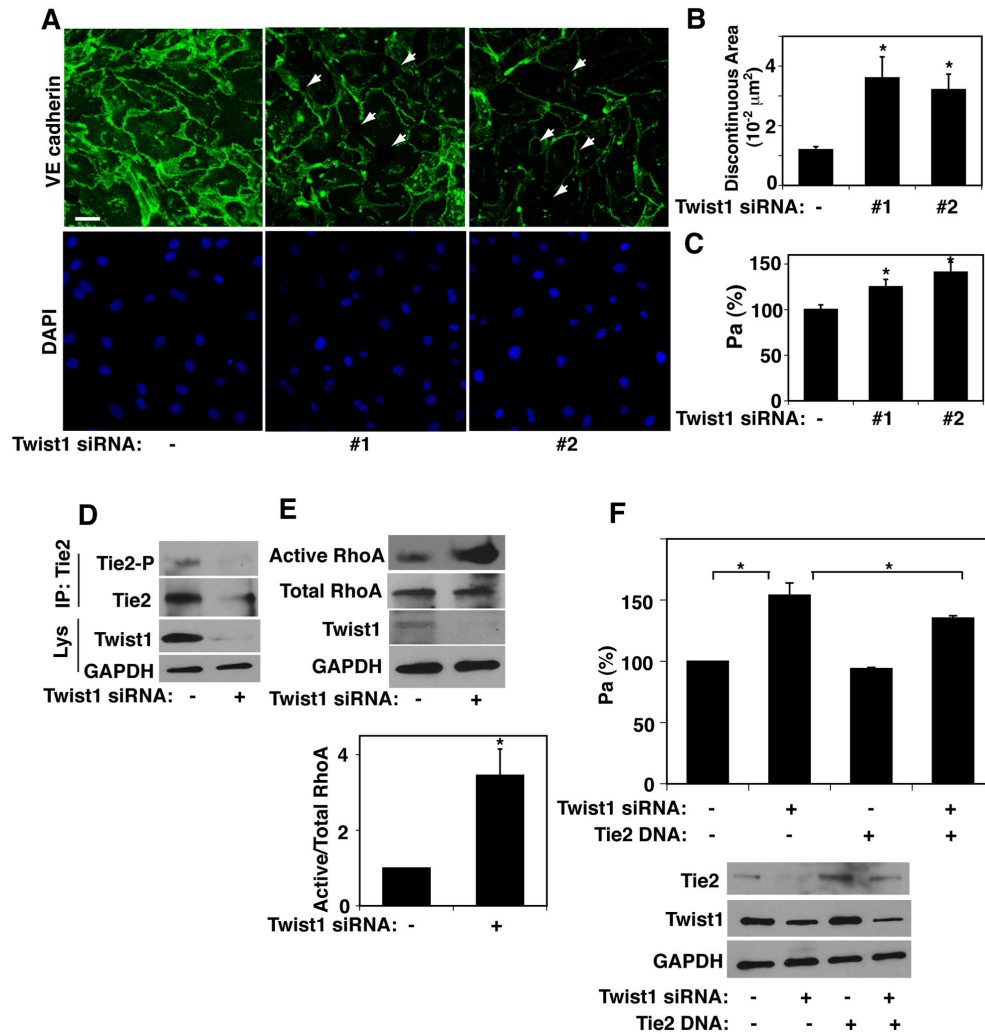 A
VE cadherin
DAPI
Twist1 siRNA: - #1 #2
B
Discontinuous Area
(10-2 μm2)
4
2
0
* *
Twist1 siRNA: - #1 #2
C
Pa (%)
150
100
50
0
* *
Twist1 siRNA: - #1 #2
D
IP: Tie2
Tie2-P
Tie2
Lys
Twist1
GAPDH
Twist1 siRNA: - +
E
Active RhoA
Total RhoA
Twist1
GAPDH
Twist1 siRNA: - +
Active/Total RhoA
4
2
0
*
Twist1 siRNA: - +
F
Pa (%)
150
100
50
0
* *
Twist1 siRNA: - + - +
Tie2 DNA: - - + +
Tie2
Twist1
GAPDH
Twist1 siRNA: - + - +
Tie2 DNA: - - + +